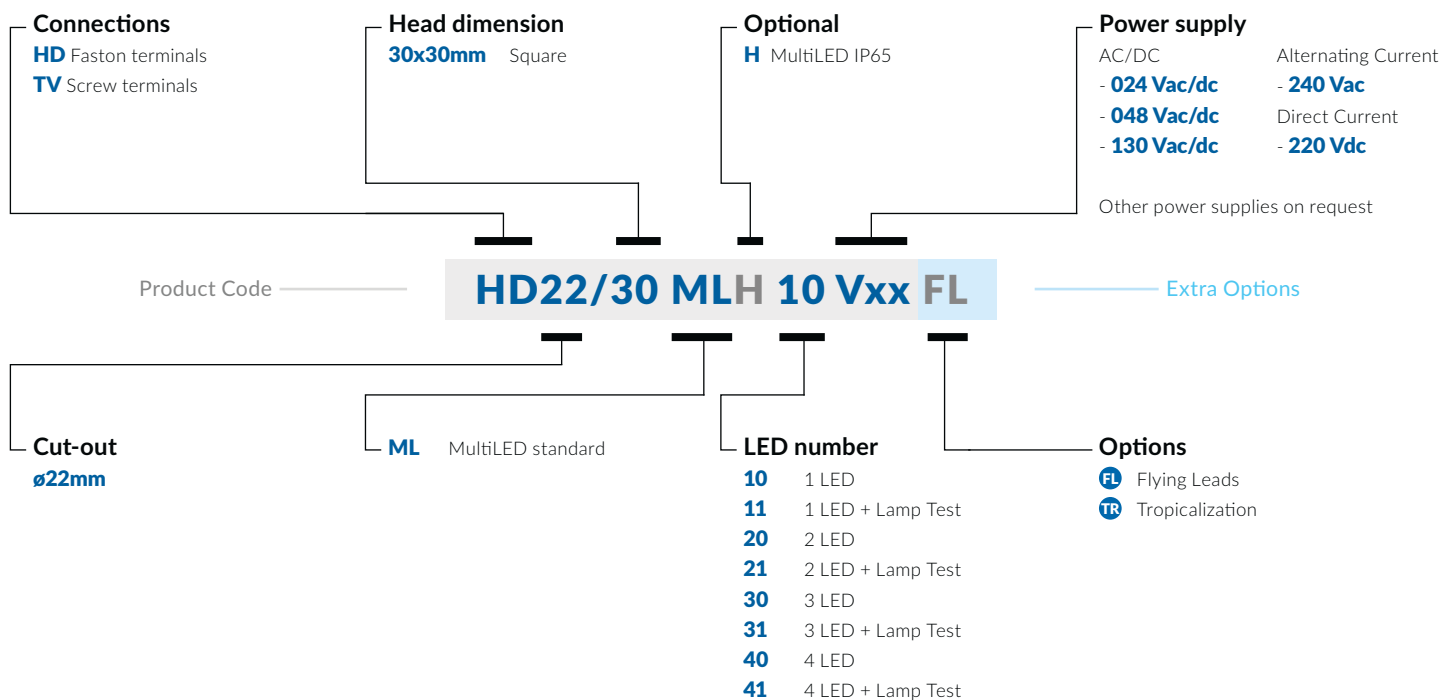 Connections
HD Faston terminals
TV Screw terminals
Head dimension
30x30mm Square
Optional
H MultiLED IP65
Power supply
AC/DC Alternating Current
- 024 Vac/dc - 240 Vac
- 048 Vac/dc Direct Current
- 130 Vac/dc - 220 Vdc
Other power supplies on request
Product Code HD22/30 MLH 10 Vxx FL Extra Options
Cut-out
ø22mm
ML MultiLED standard
LED number
10 1 LED
11 1 LED + Lamp Test
20 2 LED
21 2 LED + Lamp Test
30 3 LED
31 3 LED + Lamp Test
40 4 LED
41 4 LED + Lamp Test
Options
FL Flying Leads
TR Tropicalization